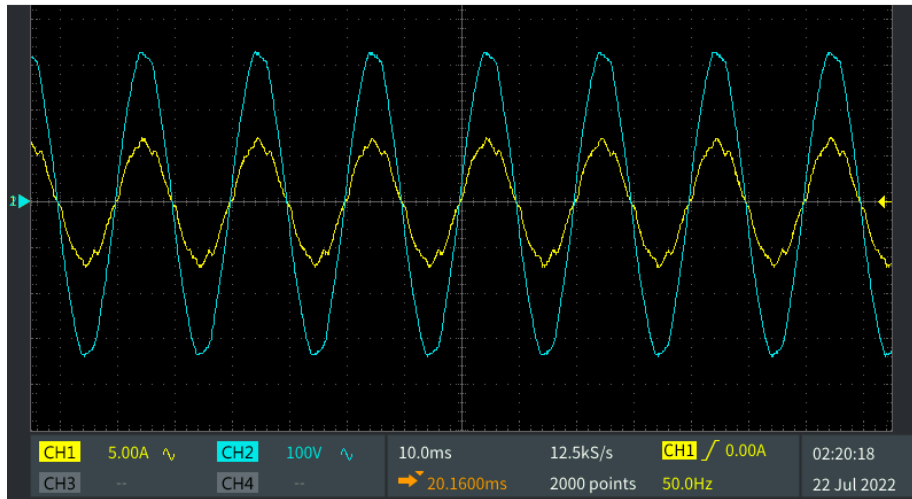 2
CH1 5.00A CH2 100V 10.0ms 12.5kS/s CH1 0.00A 02:20:18
CH3 -- CH4 -- 20.1600ms 2000 points 50.0Hz 22 Jul 2022